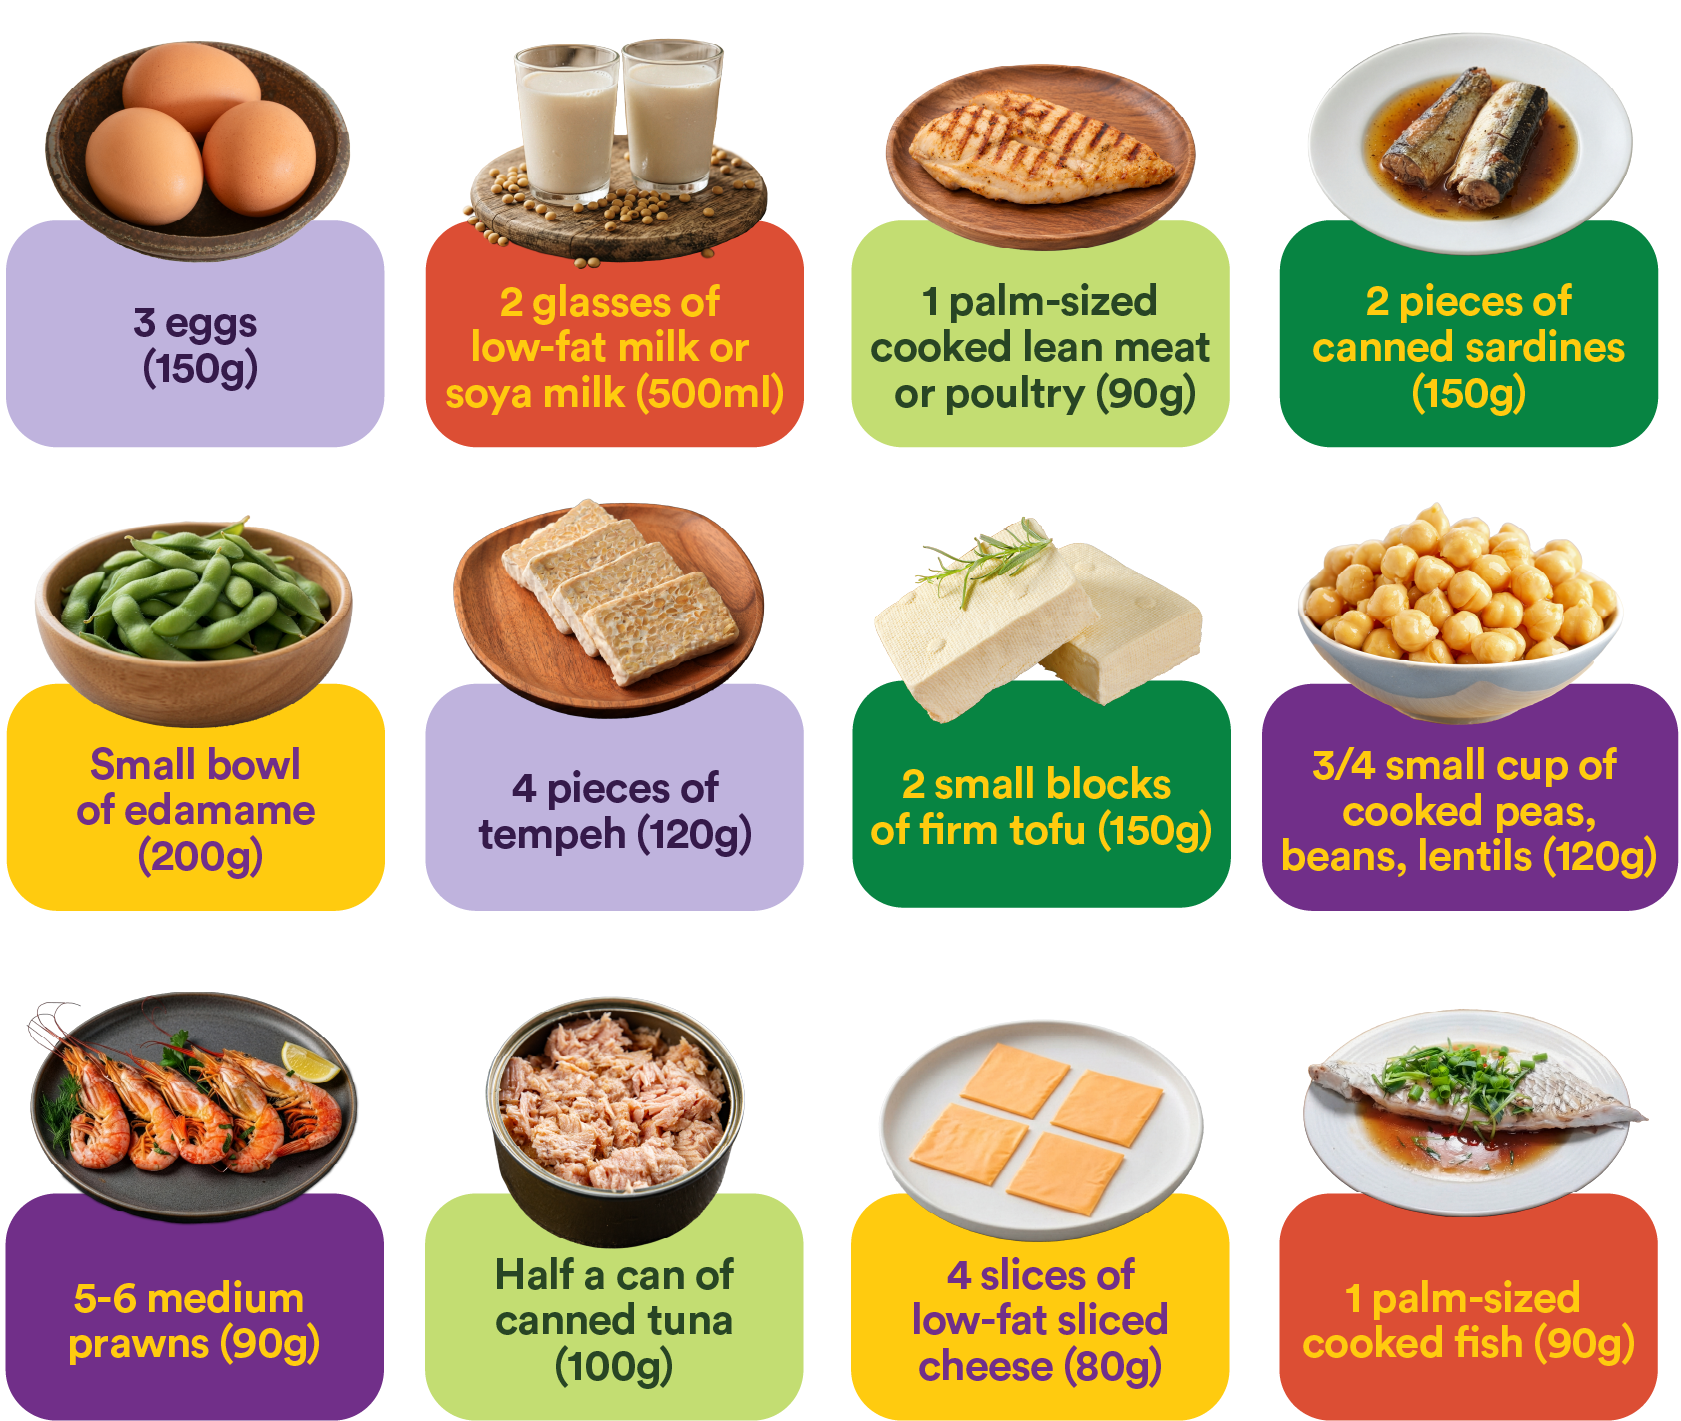 3 eggs
(150g)
2 glasses of
low-fat milk or
soya milk (500ml)
1 palm-sized
cooked lean meat
or poultry (90g)
2 pieces of
canned sardines
(150g)
Small bowl
of edamame
(200g)
4 pieces of
tempeh (120g)
2 small blocks
of firm tofu (150g)
3/4 small cup of
cooked peas,
beans, lentils (120g)
5-6 medium
prawns (90g)
Half a can of
canned tuna
(100g)
4 slices of
low-fat sliced
cheese (80g)
1 palm-sized
cooked fish (90g)